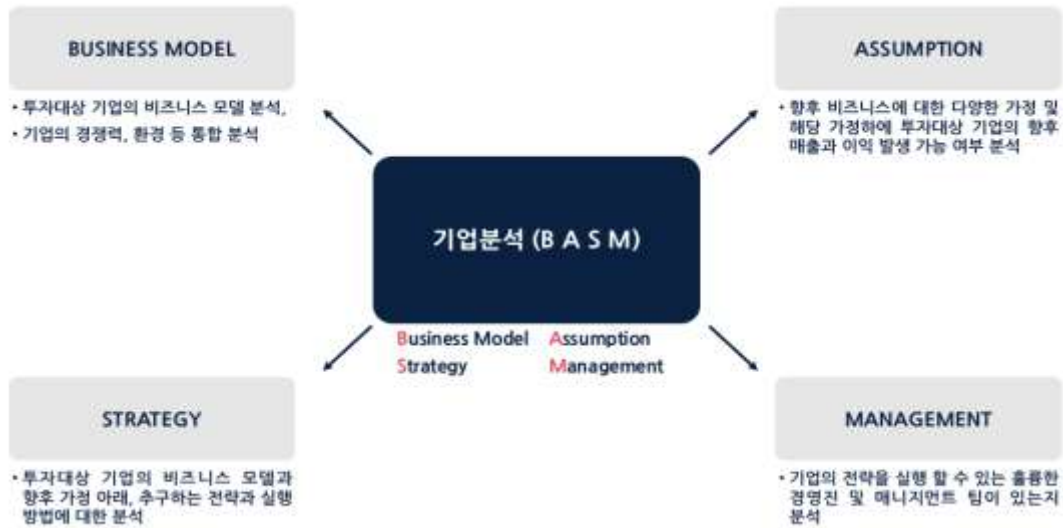 BUSINESS MODEL
• 투자대상 기업의 비즈니스 모델 분석,
• 기업의 경쟁력, 환경 등 통합 분석
ASSUMPTION
• 향후 비즈니스에 대한 다양한 가정 및
해당 가정하에 투자대상 기업의 향후
매출과 이익 발생 가능 여부 분석
기업분석 (B A S M)
Business Model Assumption
Strategy Management
STRATEGY
• 투자대상 기업의 비즈니스 모델과
향후 가정 아래, 추구하는 전략과 실행
방법에 대한 분석
MANAGEMENT
• 기업의 전략을 실행 할 수 있는 훌륭한
경영진 및 매니지먼트 팀이 있는지
분석